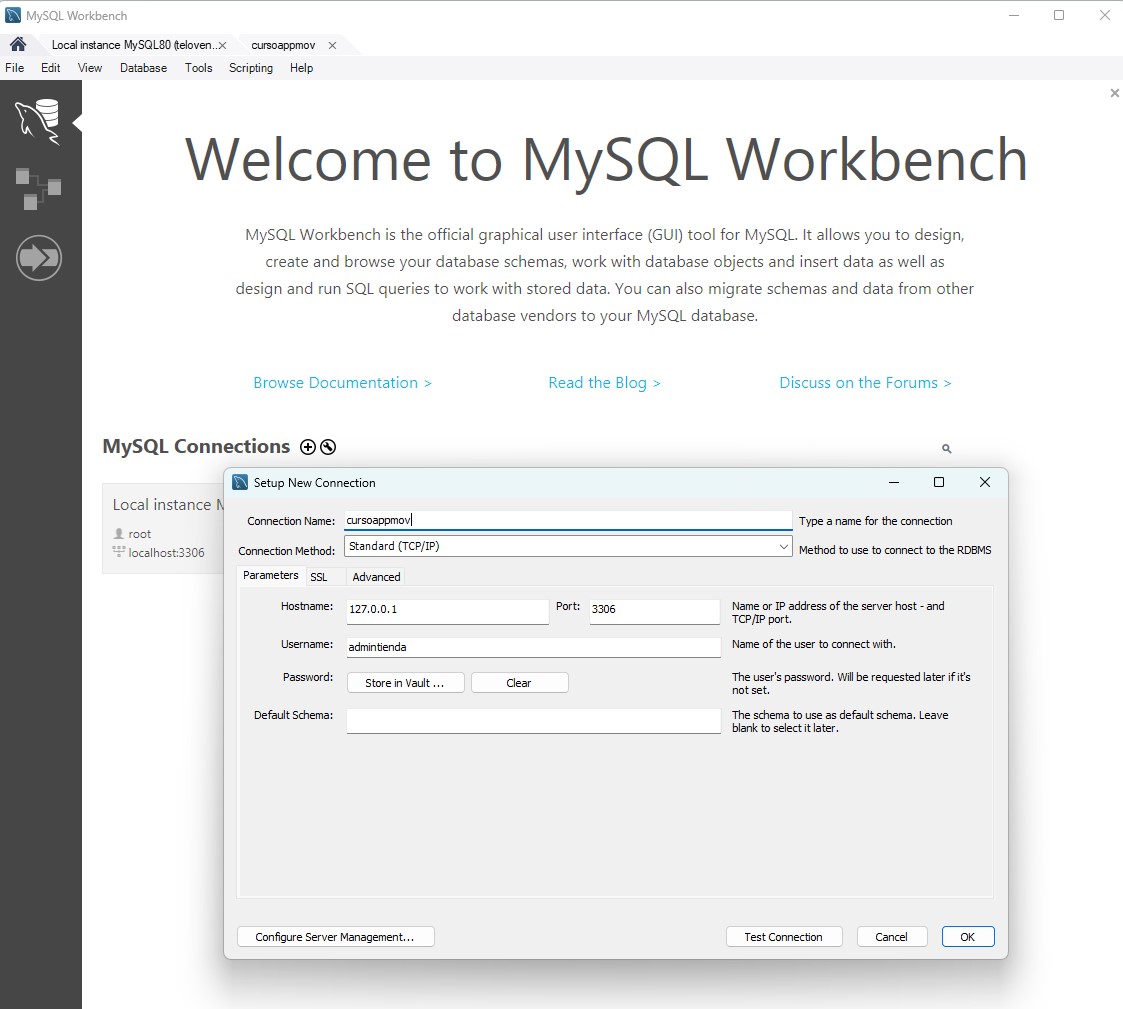 MySQL Workbench
Local instance MySQL80 (teloven... cursoappmov
File Edit View Database Tools Scripting Help
Welcome to MySQL Workbench
MySQL Workbench is the official graphical user interface (GUI) tool for MySQL. It allows you to design,
create and browse your database schemas, work with database objects and insert data as well as
design and run SQL queries to work with stored data. You can also migrate schemas and data from other
database vendors to your MySQL database.
Browse Documentation > Read the Blog > Discuss on the Forums >
MySQL Connections
Local instance M
root
localhost:3306
Setup New Connection
Connection Name: cursoappmov Type a name for the connection
Connection Method: Standard (TCP/IP) Method to use to connect to the RDBMS
Parameters SSL Advanced
Hostname: 127.0.0.1 Port: 3306 Name or IP address of the server host - and
TCP/IP port.
Username: admintienda Name of the user to connect with.
Password: Store in Vault ... Clear The user's password. Will be requested later if it's
not set.
Default Schema: The schema to use as default schema. Leave
blank to select it later.
Configure Server Management... Test Connection Cancel OK